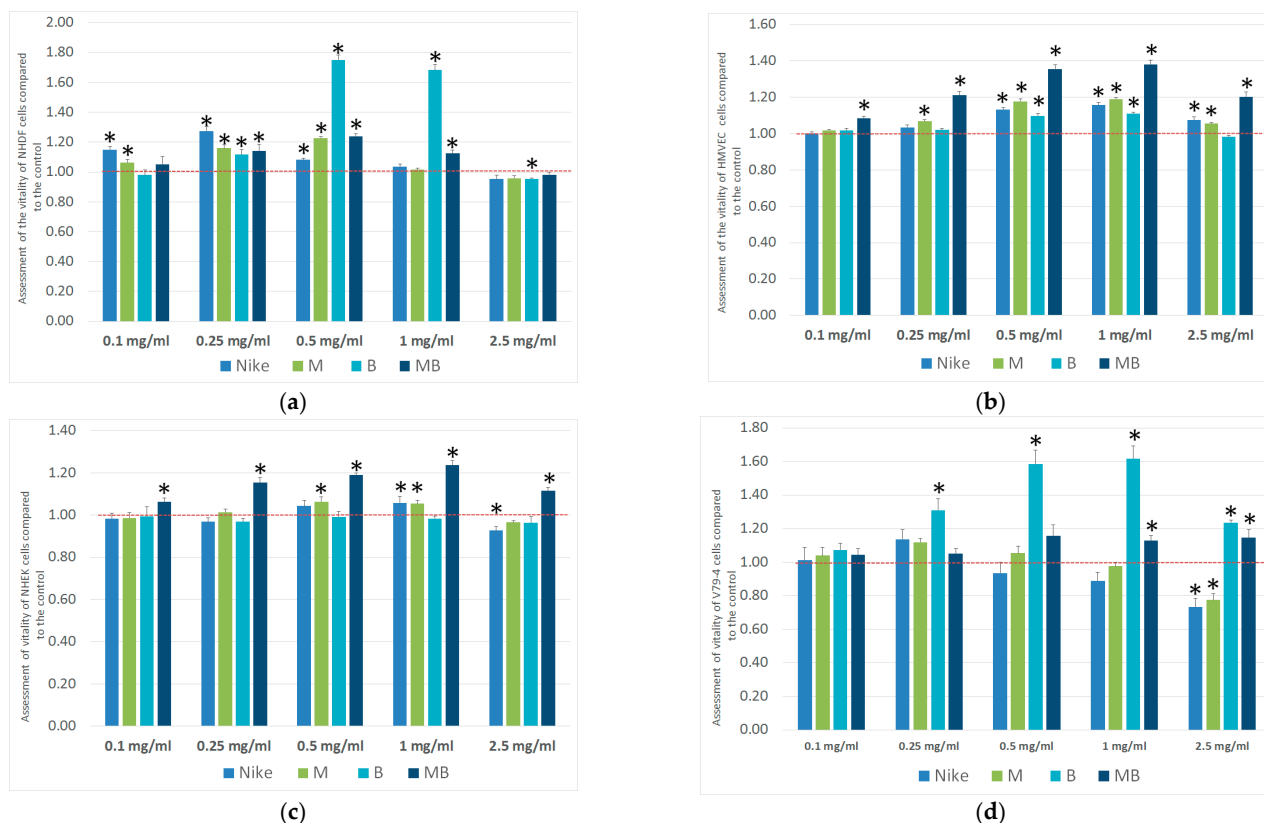 2.00
1.80
1.60
1.40
1.20
1.00
0.80
0.60
0.40
0.20
0.00
Assessment of the vitality of NHDF cells compared
to the control
* * * * * * * * * * * * *
0.1 mg/ml 0.25 mg/ml 0.5 mg/ml 1 mg/ml 2.5 mg/ml
Nike M B MB
(a)
1.60
1.40
1.20
1.00
0.80
0.60
0.40
0.20
0.00
Assessment of the vitality of HMVEC cells compared
to the control
* * * * * * * * * * * * * *
0.1 mg/ml 0.25 mg/ml 0.5 mg/ml 1 mg/ml 2.5 mg/ml
Nike M B MB
(b)
1.40
1.20
1.00
0.80
0.60
0.40
0.20
0.00
Assessment of vitality of NHEK cells compared
to the control
* * * * * * * * *
0.1 mg/ml 0.25 mg/ml 0.5 mg/ml 1 mg/ml 2.5 mg/ml
Nike M B MB
(c)
1.80
1.60
1.40
1.20
1.00
0.80
0.60
0.40
0.20
0.00
Assessment of vitality of V79-4 cells compared
to the control
* * * * * * * *
0.1 mg/ml 0.25 mg/ml 0.5 mg/ml 1 mg/ml 2.5 mg/ml
Nike M B MB
(d)